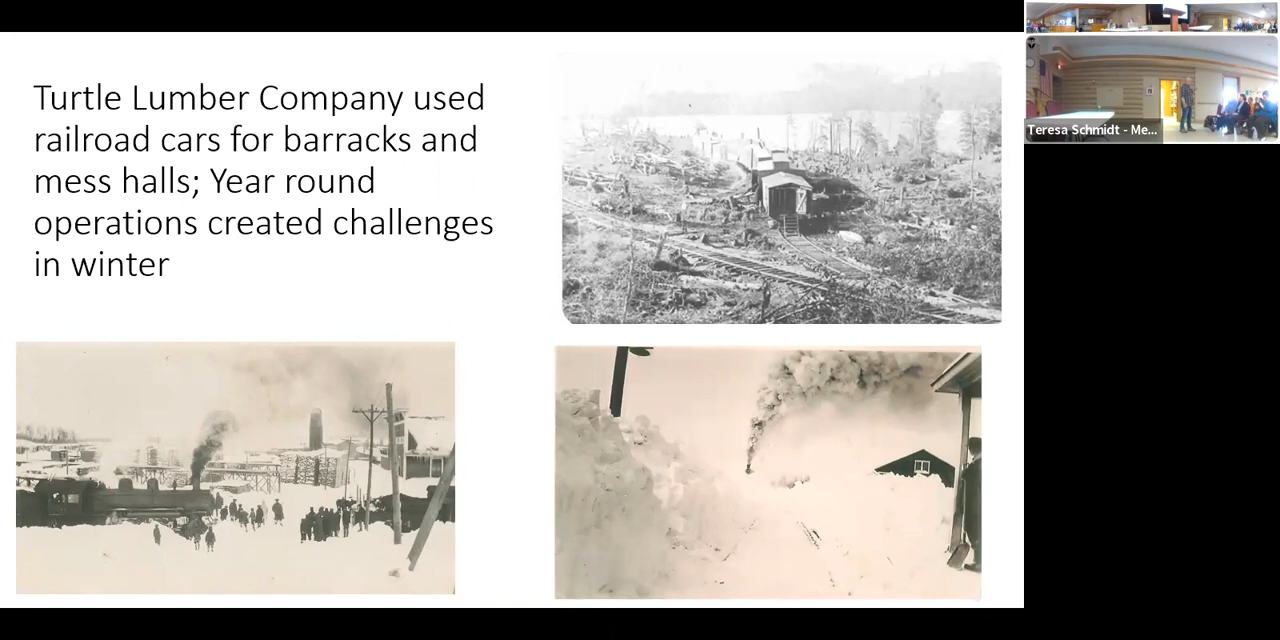 Turtle Lumber Company used
railroad cars for barracks and
mess halls; Year round
operations created challenges
in winter
Teresa Schmidt - Me...